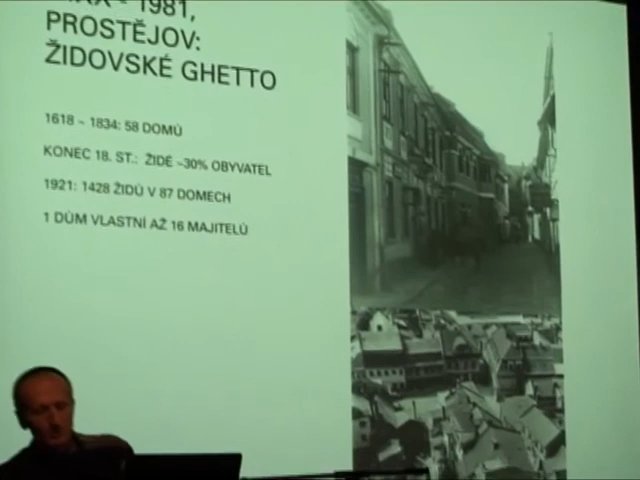 - 1981,
PROSTĚJOV:
ŽIDOVSKÉ GHETTO
1618 – 1834: 58 DOMŮ
KONEC 18. ST.: ŽIDÉ ~30% OBYVATEL
1921: 1428 ŽIDŮ V 87 DOMECH
1 DŮM VLASTNÍ AŽ 16 MAJITELŮ